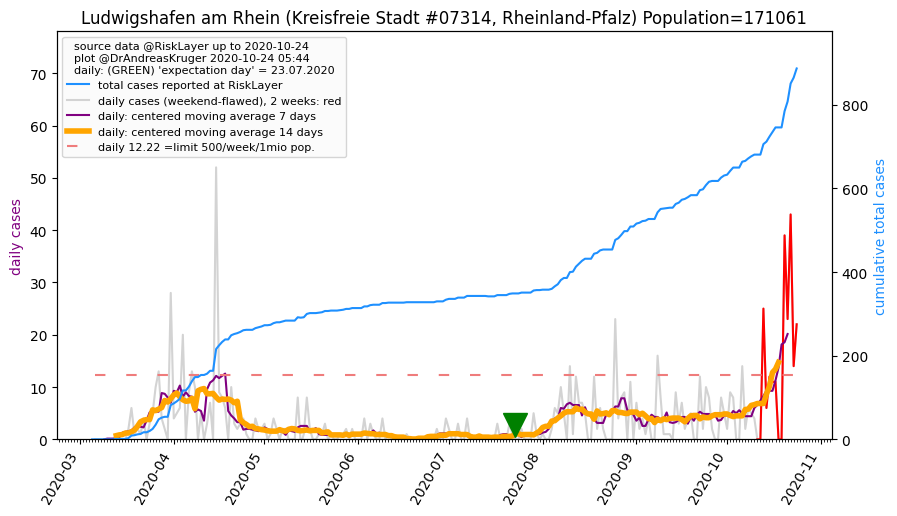 Ludwigshafen am Rhein (Kreisfreie Stadt #07314, Rheinland-Pfalz) Population=171061
source data @RiskLayer up to 2020-10-24
plot @DrAndreasKruger 2020-10-24 05:44
daily: (GREEN) 'expectation day' = 23.07.2020
total cases reported at RiskLayer
daily cases (weekend-flawed), 2 weeks: red
daily: centered moving average 7 days
daily: centered moving average 14 days
daily 12.22 =limit 500/week/1mio pop.
daily cases
70
60
50
40
30
20
10
0
cumulative total cases
800
600
400
200
0
2020-03
2020-04
2020-05
2020-06
2020-07
2020-08
2020-09
2020-10
2020-11